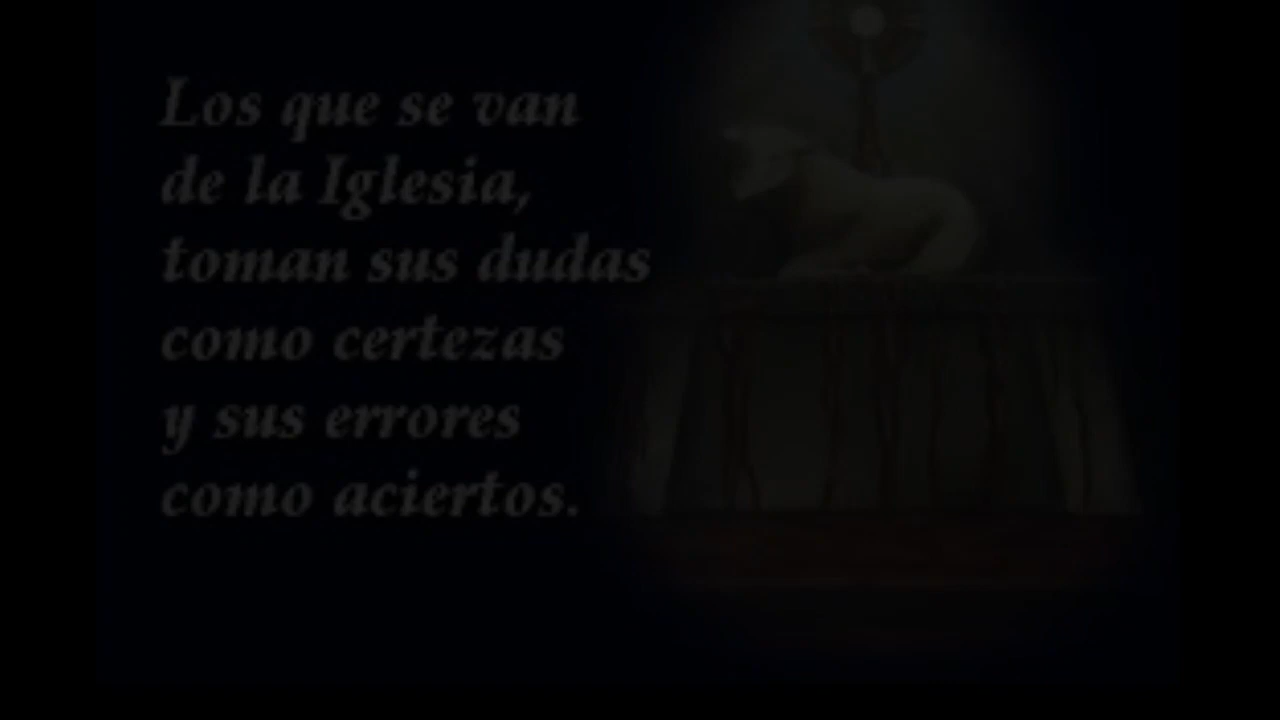 Los que se van
de la Iglesia,
toman sus dudas
como certezas
y sus errores
como aciertos.